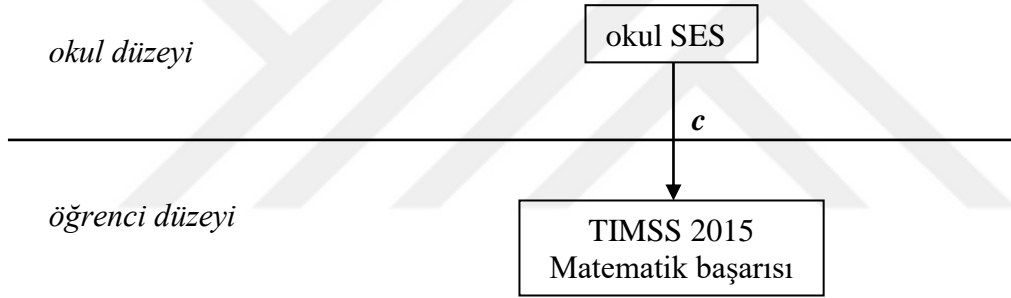 okul düzeyi
okul SES
c
öğrenci düzeyi
TIMSS 2015
Matematik başarısı